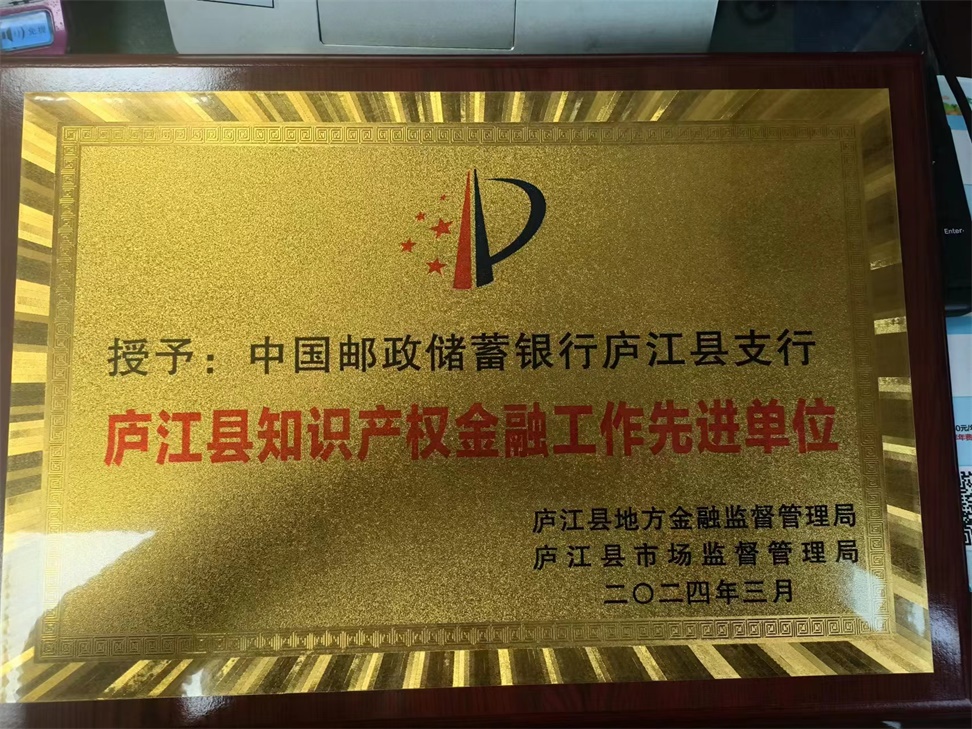 授予：中国邮政储蓄银行庐江县支行
庐江县知识产权金融工作先进单位
庐江县地方金融监督管理局
庐江县市场监督管理局
二〇二四年三月
Enter